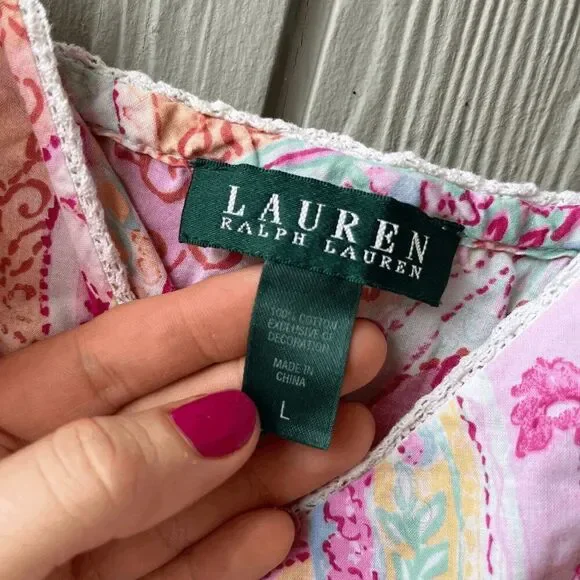 LAUREN
RALPH LAUREN
100% COTTON
EXCLUSIVE OF
DECORATION
MADE IN
CHINA
L